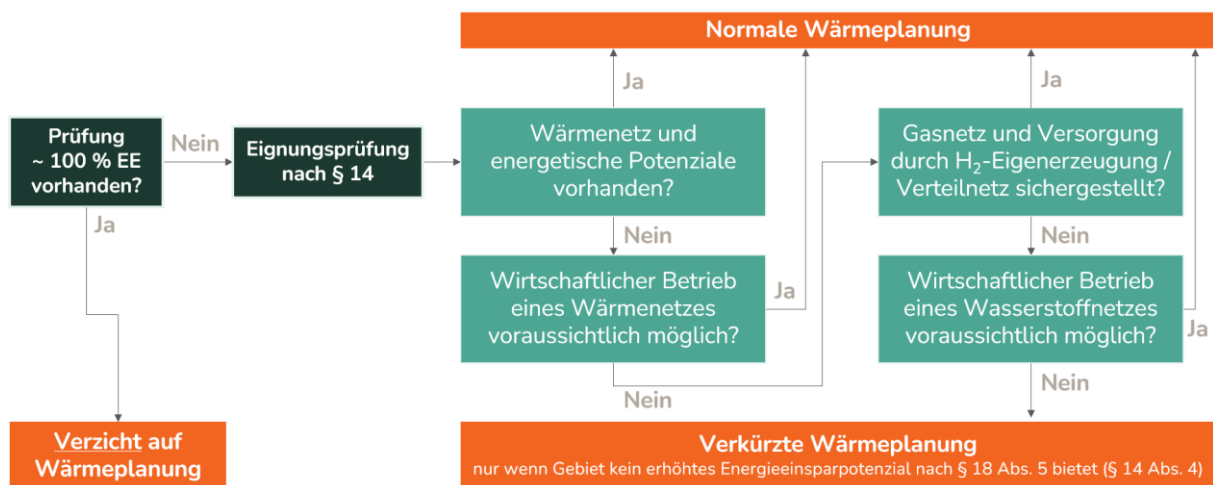 Normale Wärmeplanung
Ja
Ja
Prüfung
~ 100 % EE
vorhanden?
Nein
Eignungsprüfung
nach § 14
Wärmenetz und
energetische Potenziale
vorhanden?
Gasnetz und Versorgung
durch H₂-Eigenerzeugung /
Verteilnetz sichergestellt?
Ja
Nein
Nein
Wirtschaftlicher Betrieb
eines Wärmenetzes
voraussichtlich möglich?
Ja
Wirtschaftlicher Betrieb
eines Wasserstoffnetzes
voraussichtlich möglich?
Ja
Nein
Nein
Verzicht auf
Wärmeplanung
Verkürzte Wärmeplanung
nur wenn Gebiet kein erhöhtes Energieeinsparpotenzial nach § 18 Abs. 5 bietet (§ 14 Abs. 4)